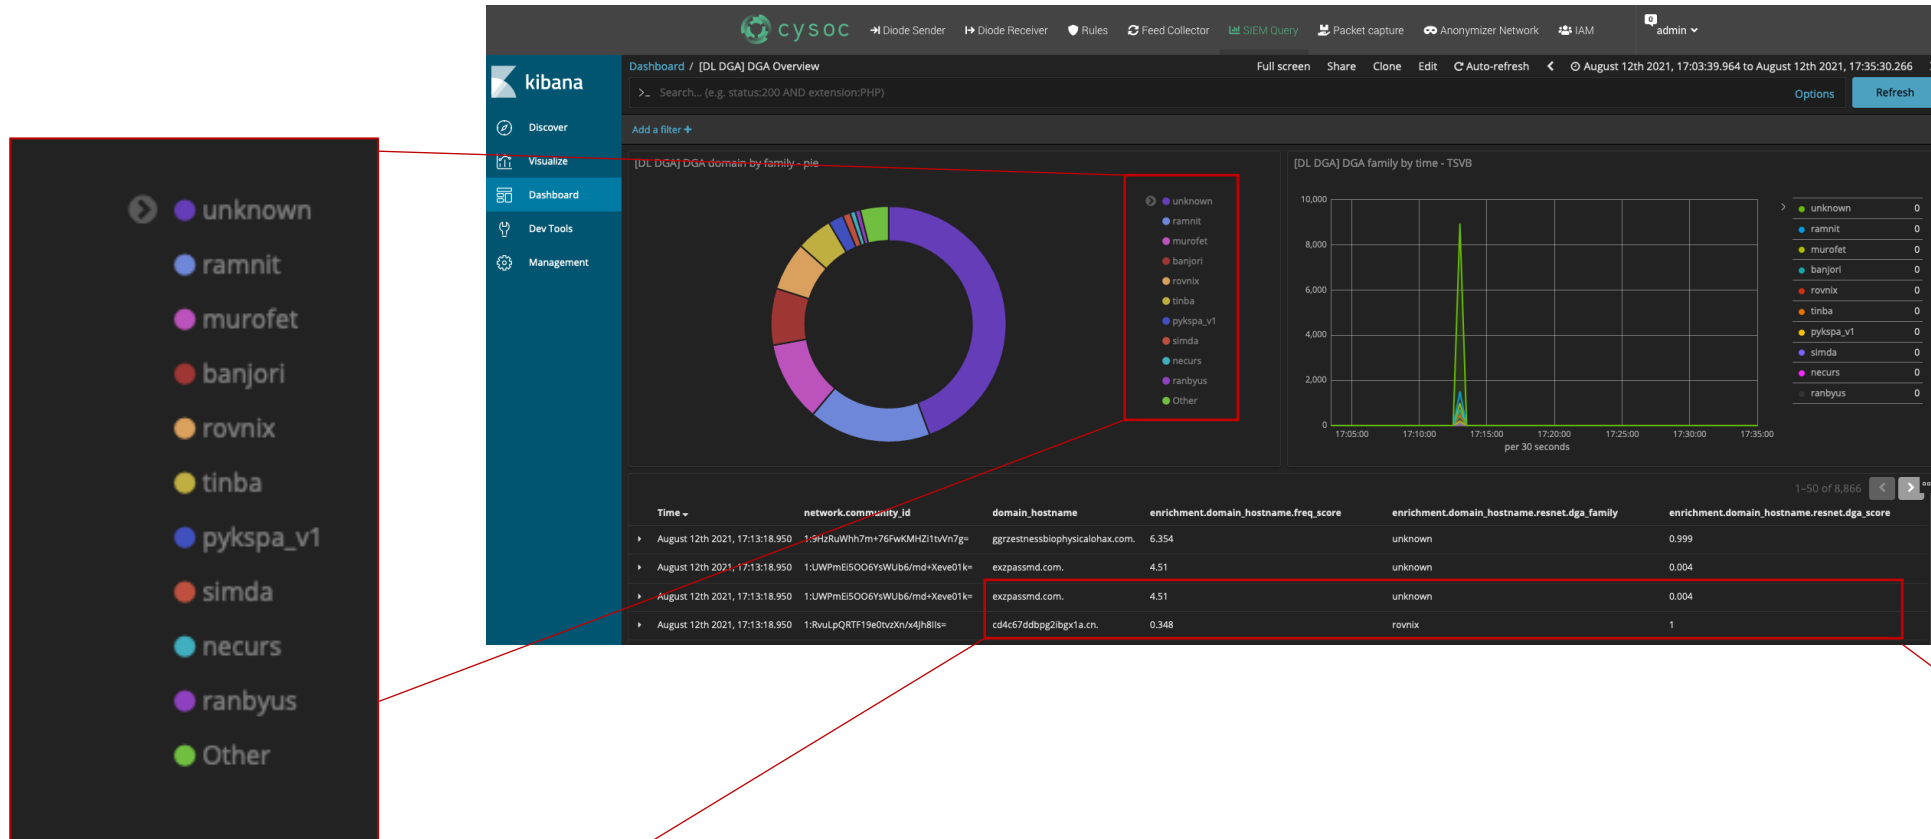 cysoc Diode Sender Diode Receiver Rules Feed Collector SIEM Query Packet capture Anonymizer Network IAM 0 admin
kibana
Discover
Visualize
Dashboard
Dev Tools
Management
Dashboard / [DL DGA] DGA Overview Full screen Share Clone Edit Auto-refresh August 12th 2021, 17:03:39.964 to August 12th 2021, 17:35:30.266
>_ Search... (e.g. status:200 AND extension:PHP) Options Refresh
Add a filter +
[DL DGA] DGA domain by family - pie
unknown
ramnit
murofet
banjori
rovnix
tinba
pykspa_v1
simda
necurs
ranbyus
Other
[DL DGA] DGA family by time - TSVB
10,000
8,000
6,000
4,000
2,000
0
17:05:00 17:10:00 17:15:00 17:20:00 17:25:00 17:30:00 17:35:00
per 30 seconds
unknown 0
ramnit 0
murofet 0
banjori 0
rovnix 0
tinba 0
pykspa_v1 0
simda 0
necurs 0
ranbyus 0
1–50 of 8,866
Time network.community_id domain_hostname enrichment.domain_hostname.freq_score enrichment.domain_hostname.resnet.dga_family enrichment.domain_hostname.resnet.dga_score
August 12th 2021, 17:13:18.950 1:9HzRuWhh7m+76FwKMHZi1tvVn7g= ggrzestnessbiophysicalohax.com. 6.354 unknown 0.999
August 12th 2021, 17:13:18.950 1:UWPmEi5OO6YsWUb6/md+Xeve01k= exzpassmd.com. 4.51 unknown 0.004
August 12th 2021, 17:13:18.950 1:UWPmEi5OO6YsWUb6/md+Xeve01k= exzpassmd.com. 4.51 unknown 0.004
August 12th 2021, 17:13:18.950 1:RvuLpQRTF19e0tvzXn/x4Jh8IIs= cd4c67ddbpg2ibgx1a.cn. 0.348 rovnix 1
unknown
ramnit
murofet
banjori
rovnix
tinba
pykspa_v1
simda
necurs
ranbyus
Other